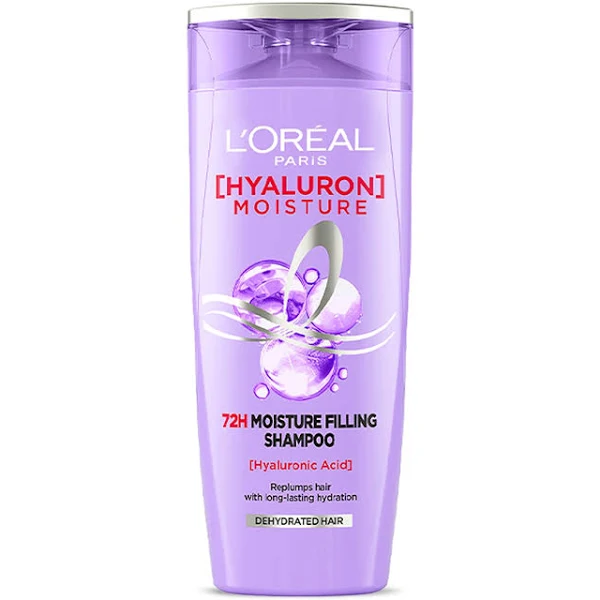 L'ORÉAL
PARIS
[HYALURON]
MOISTURE
72H MOISTURE FILLING
SHAMPOO
[Hyaluronic Acid]
Replumps hair
with long-lasting hydration
DEHYDRATED HAIR